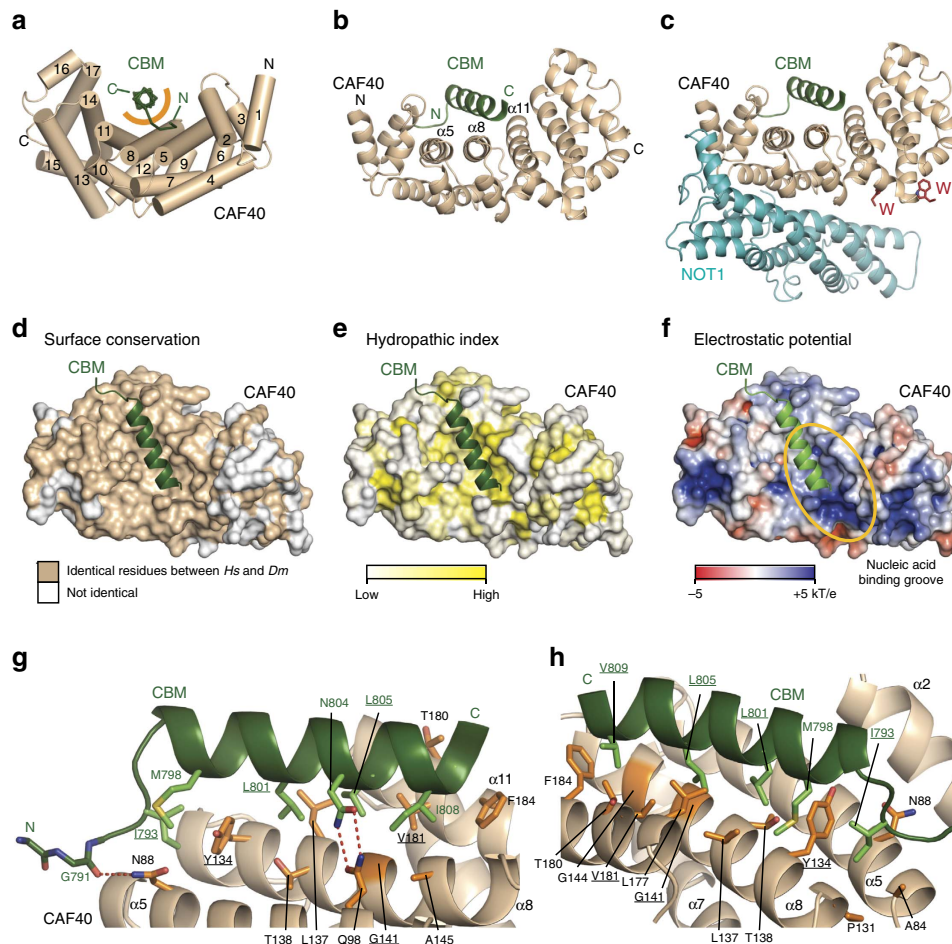 a
CBM
C
N
N
16
17
14
11
8
10
15
13
12
5
9
7
4
6
2
3
1
C
CAF40
b
CBM
CAF40
N
N
C
α5
α8
α11
C
c
CBM
W
W
NOT1
d
Surface conservation
CBM
CAF40
Identical residues between Hs and Dm
Not identical
e
Hydropathic index
CBM
CAF40
Low
High
f
Electrostatic potential
CBM
CAF40
–5
+5 kT/e
Nucleic acid
binding groove
g
CBM
N804
L805
C
T180
M798
L801
α11
I808
F184
I793
V181
N
Y134
G791
N88
α5
CAF40
α8
T138
L137
Q98
G141
A145
h
V809
C
L805
CBM
α2
L801
M798
I793
F184
N88
T180
G144
V181
L177
G141
Y134
α5
α7
α8
P131
A84
L137
T138